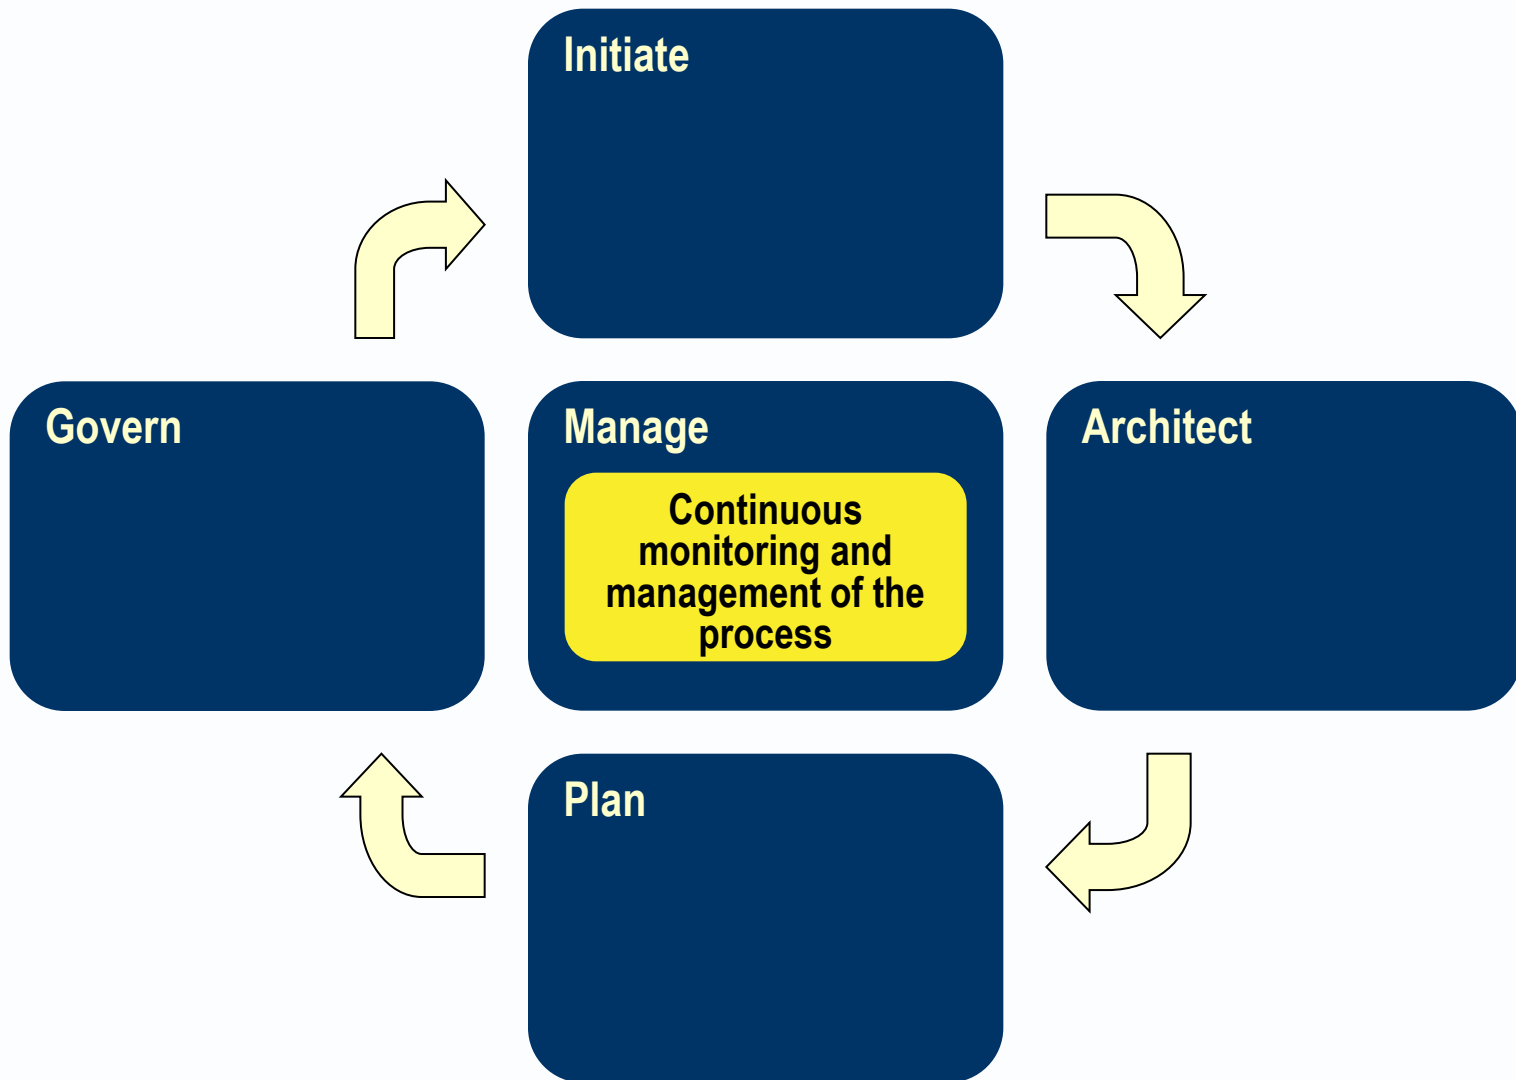 Initiate
Govern
Manage
Continuous
monitoring and
management of the
process
Architect
Plan